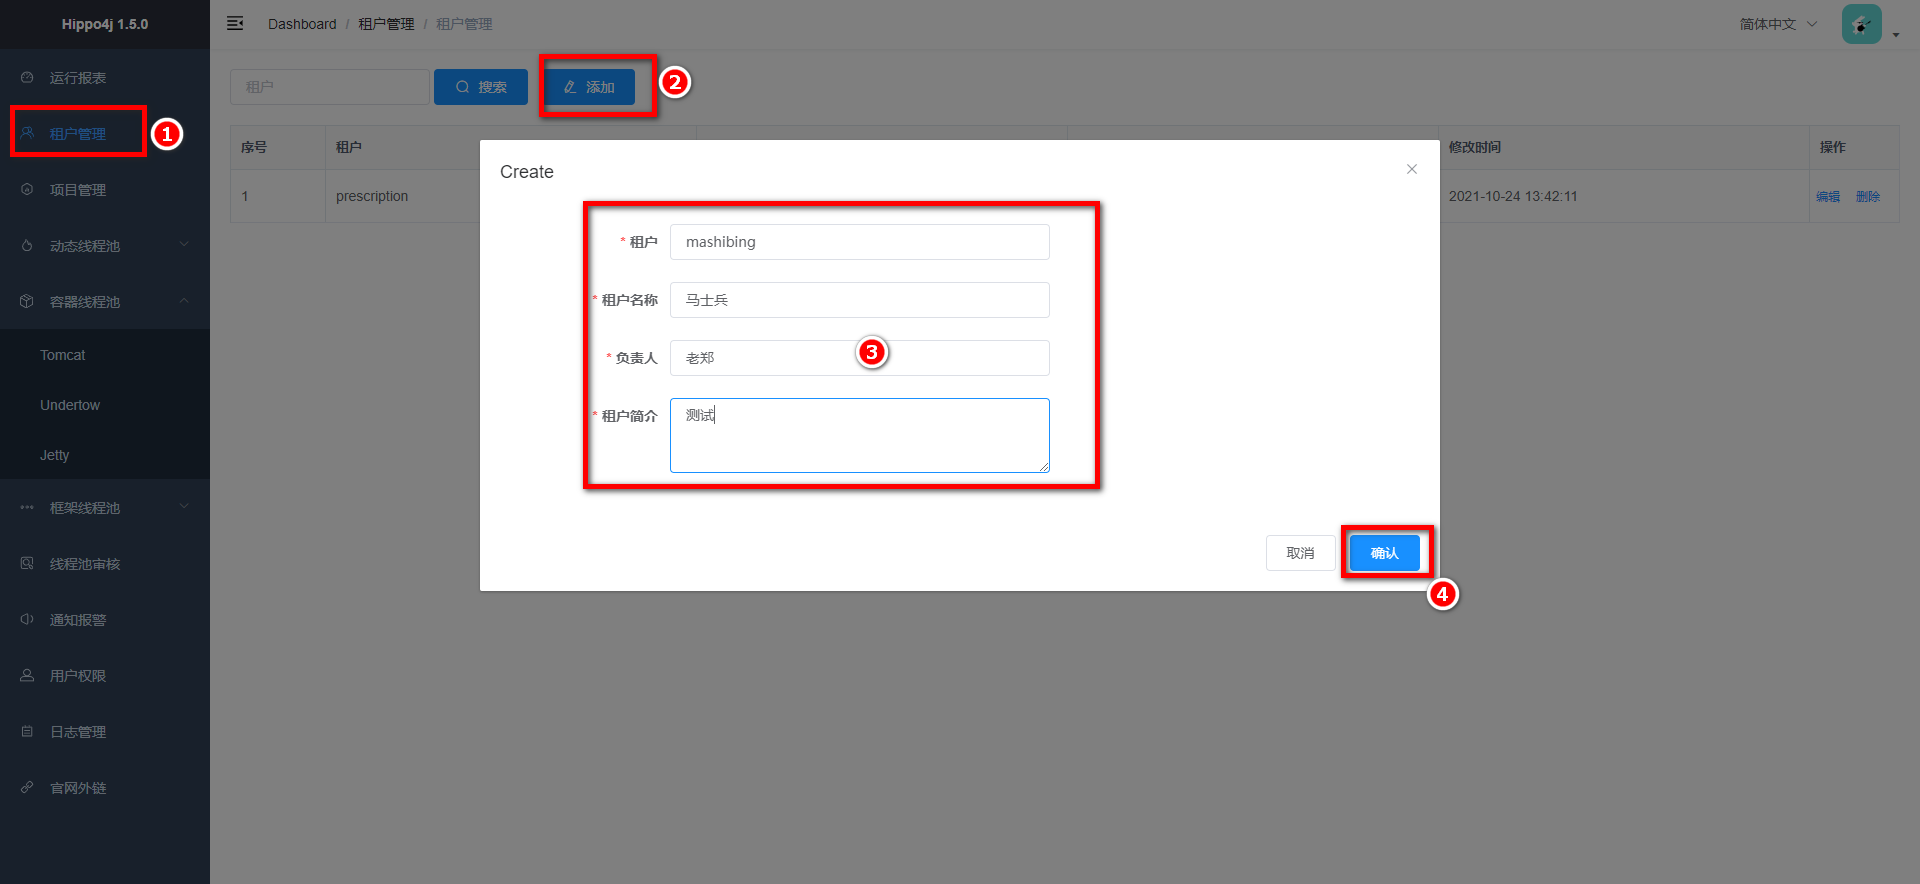 Hippo4j 1.5.0
Dashboard / 租户管理 / 租户管理
简体中文
运行报表
租户管理
1
项目管理
动态线程池
容器线程池
Tomcat
Undertow
Jetty
框架线程池
线程池审核
通知报警
用户权限
日志管理
官网外链
租户
搜索
添加
2
序号 租户 修改时间 操作
1 prescription 2021-10-24 13:42:11 编辑 删除
Create
* 租户 mashibing
* 租户名称 马士兵
* 负责人 老郑
3
* 租户简介 测试
取消
确认
4